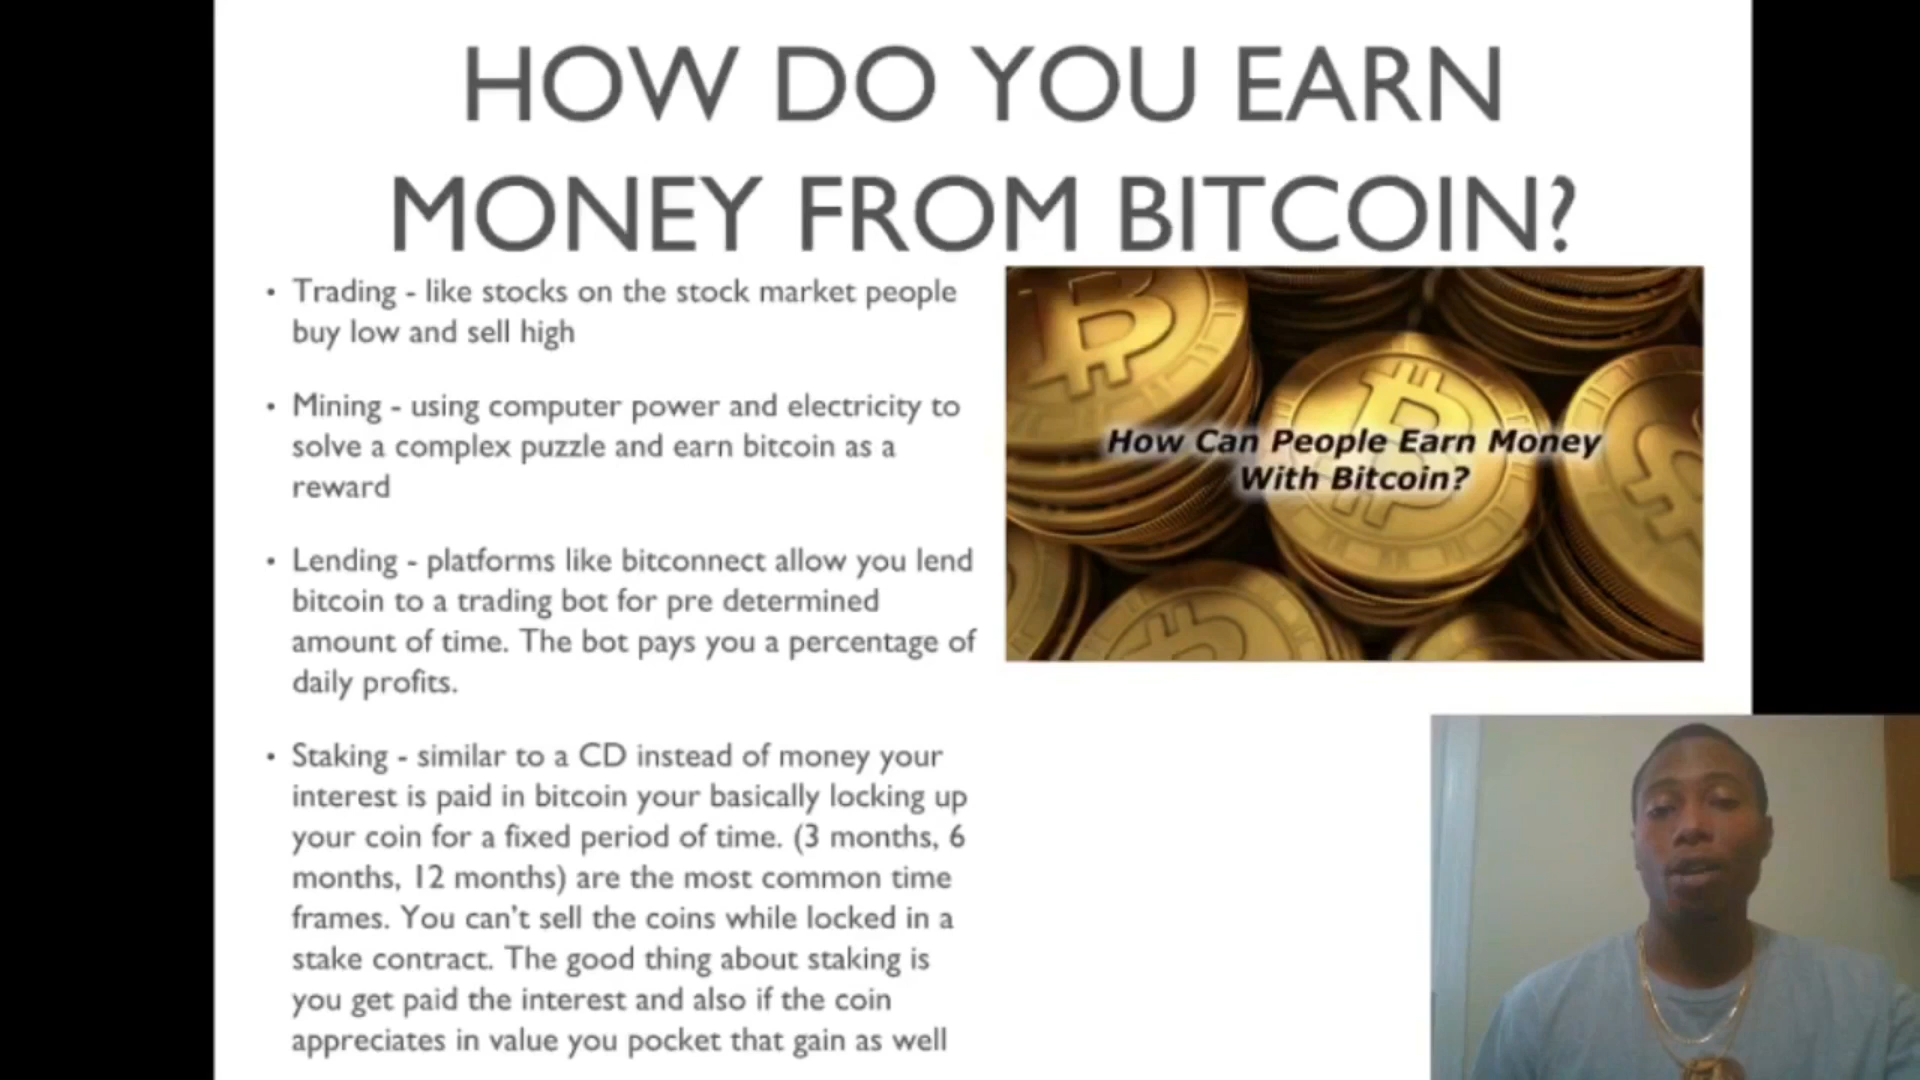 HOW DO YOU EARN
MONEY FROM BITCOIN?
• Trading - like stocks on the stock market people
buy low and sell high
• Mining - using computer power and electricity to
solve a complex puzzle and earn bitcoin as a
reward
• Lending - platforms like bitconnect allow you lend
bitcoin to a trading bot for pre determined
amount of time. The bot pays you a percentage of
daily profits.
• Staking - similar to a CD instead of money your
interest is paid in bitcoin your basically locking up
your coin for a fixed period of time. (3 months, 6
months, 12 months) are the most common time
frames. You can't sell the coins while locked in a
stake contract. The good thing about staking is
you get paid the interest and also if the coin
appreciates in value you pocket that gain as well
How Can People Earn Money
With Bitcoin?